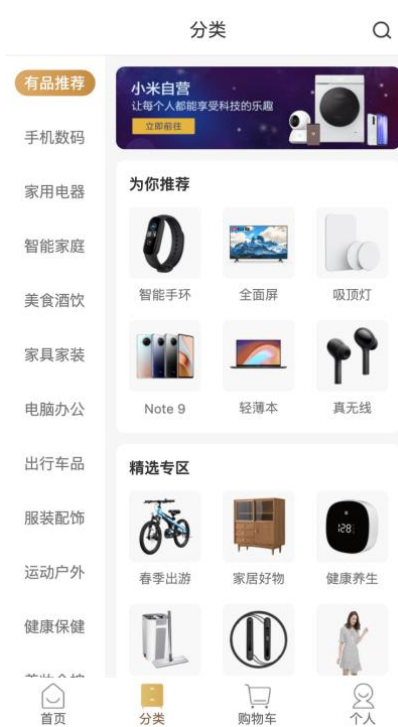 分类
有品推荐
手机数码
家用电器
智能家庭
美食酒饮
家具家装
电脑办公
出行车品
服装配饰
运动户外
健康保健
小米自营
让每个人都能享受科技的乐趣
立即前往
为你推荐
智能手环
全面屏
吸顶灯
Note 9
轻薄本
真无线
精选专区
春季出游
家居好物
健康养生
128
首页
分类
购物车
个人